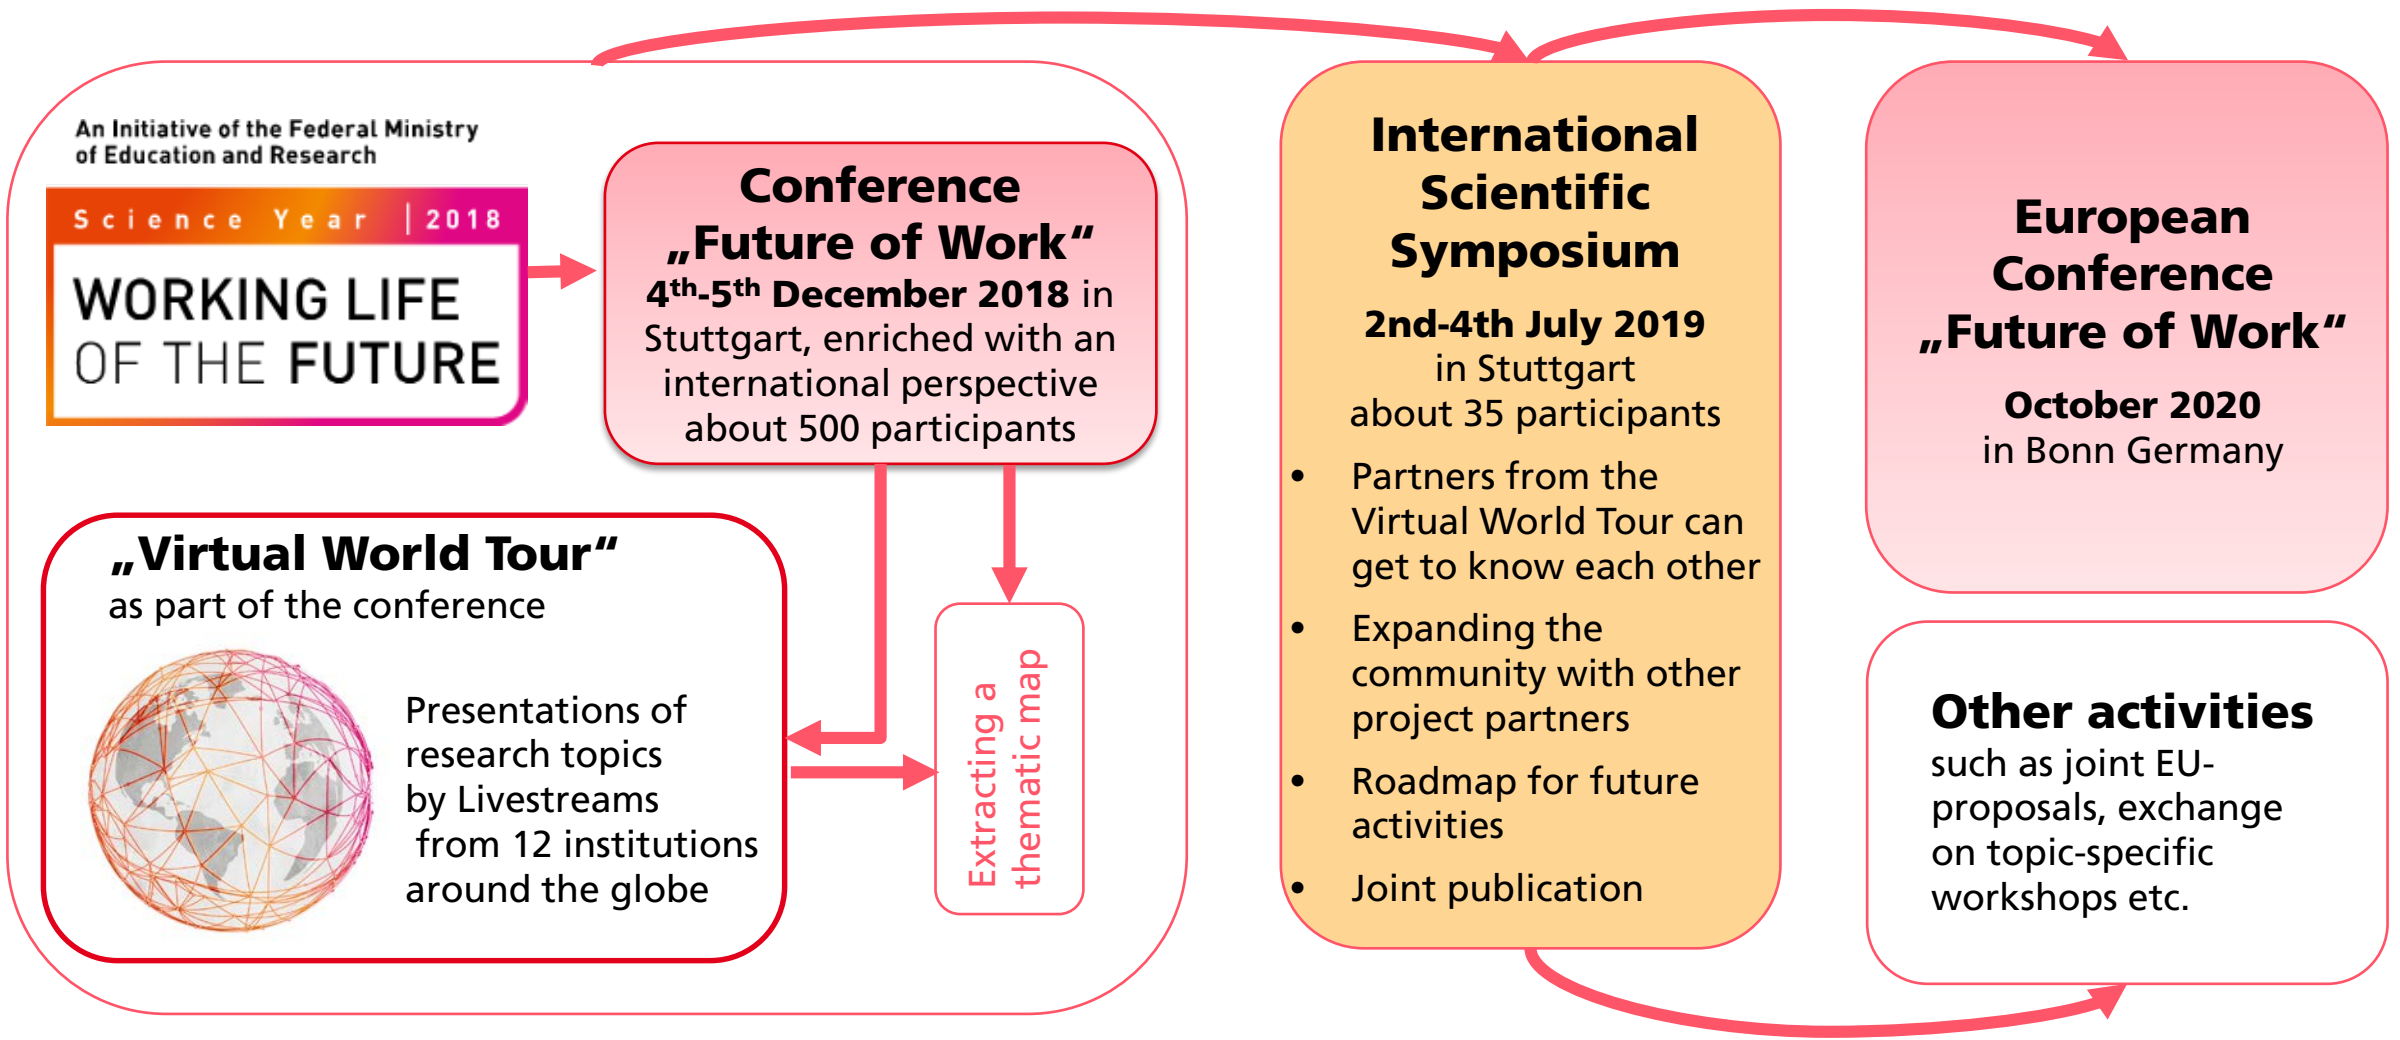 An Initiative of the Federal Ministry
of Education and Research
Science Year | 2018
WORKING LIFE
OF THE FUTURE
Conference
„Future of Work“
4th-5th December 2018 in
Stuttgart, enriched with an
international perspective
about 500 participants
„Virtual World Tour“
as part of the conference
Presentations of
research topics
by Livestreams
from 12 institutions
around the globe
Extracting a
thematic map
International
Scientific
Symposium
2nd-4th July 2019
in Stuttgart
about 35 participants
• Partners from the
Virtual World Tour can
get to know each other
• Expanding the
community with other
project partners
• Roadmap for future
activities
• Joint publication
European
Conference
„Future of Work“
October 2020
in Bonn Germany
Other activities
such as joint EU-
proposals, exchange
on topic-specific
workshops etc.